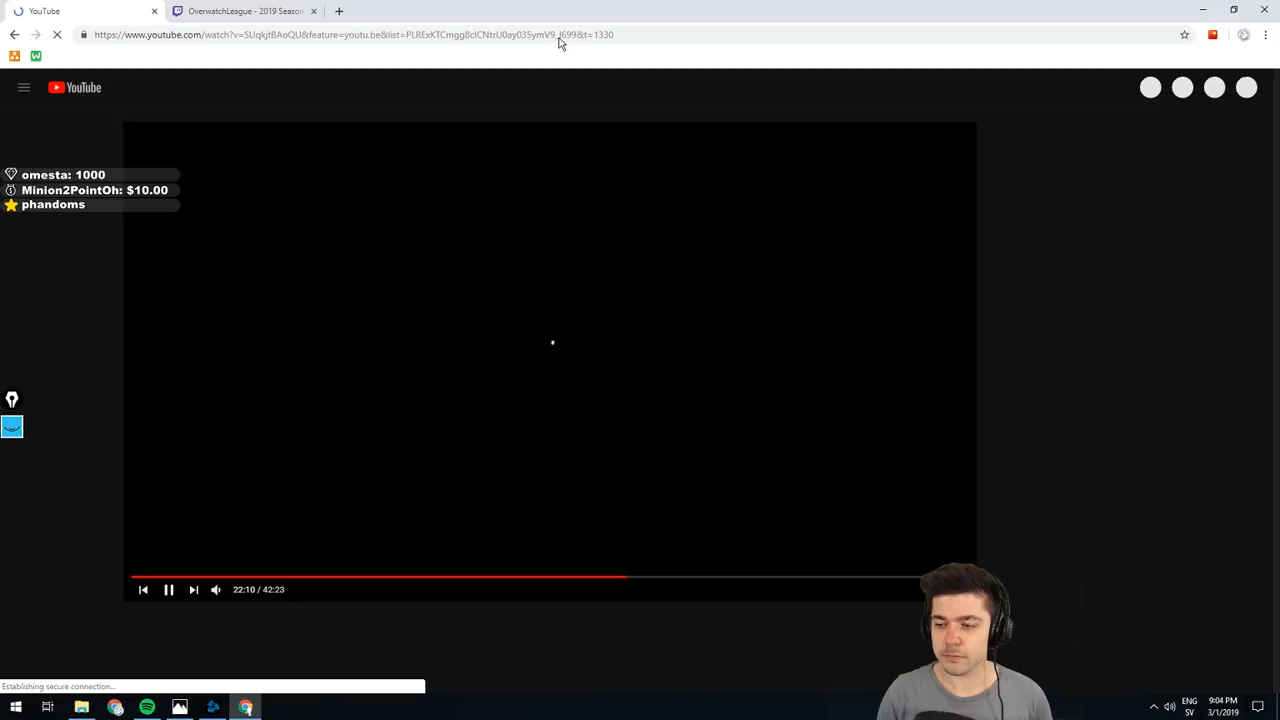 YouTube
OverwatchLeague - 2019 Season
https://www.youtube.com/watch?v=SUqkjtBAoQU&feature=youtu.be&list=PLRExKTCmgg8clCNtrU0ay035ymV9_J699&t=1330
YouTube
omesta: 1000
Minion2PointOh: $10.00
phandoms
22:10 / 42:23
Establishing secure connection...
ENG
SV
9:04 PM
3/1/2019